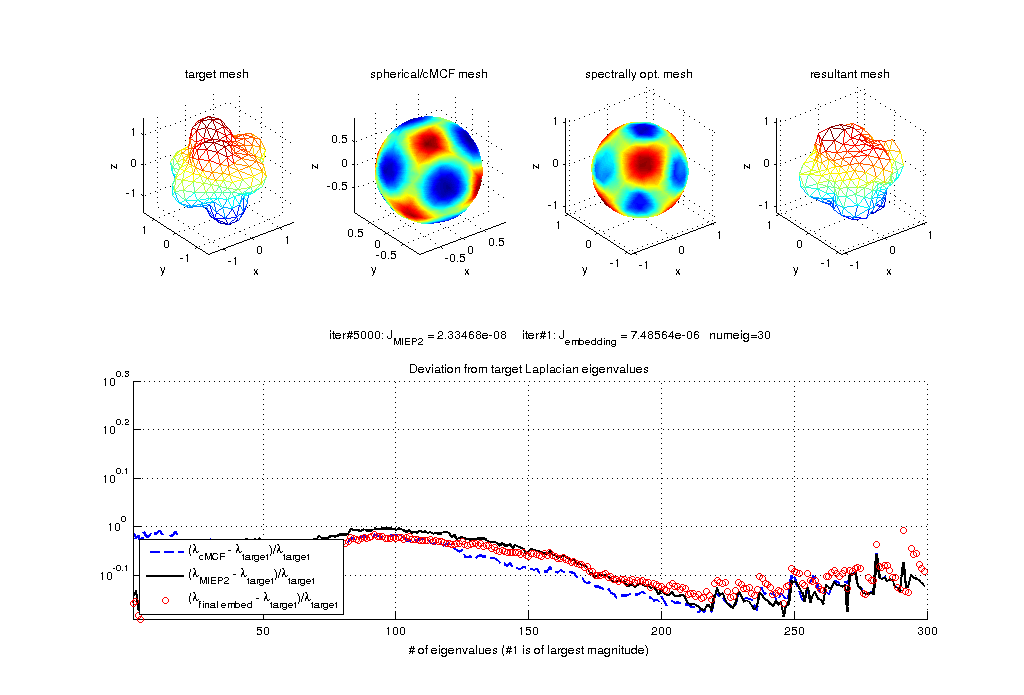 target mesh spherical/cMCF mesh spectrally opt. mesh resultant mesh
1 0 -1 z 1 0 -1 y -1 0 1 x
0.5 0 -0.5 z 0.5 0 -0.5 y -0.5 0 0.5 x
1 0 -1 z 1 0 -1 y -1 0 1 x
1 0 -1 z 1 0 -1 y -1 0 1 x
iter#5000: J_MIEP2 = 2.33468e-08 iter#1: J_embedding = 7.48564e-06 numeig=30
Deviation from target Laplacian eigenvalues
10^0.3
10^0.2
10^0.1
10^0
10^-0.1
(λ_cMCF - λ_target)/λ_target
(λ_MIEP2 - λ_target)/λ_target
(λ_final embed - λ_target)/λ_target
50 100 150 200 250 300
# of eigenvalues (#1 is of largest magnitude)